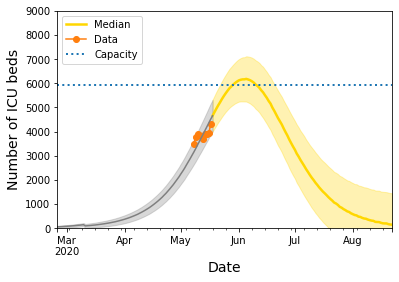 9000
8000
7000
6000
5000
4000
3000
2000
1000
0
Number of ICU beds
Median
Data
Capacity
Mar Apr May Jun Jul Aug
2020
Date